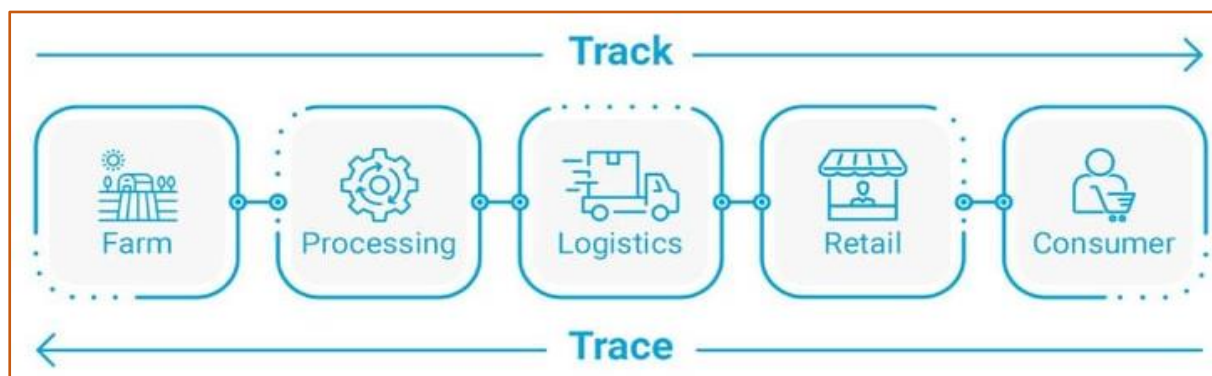 Track
Farm
Processing
Logistics
Retail
Consumer
Trace